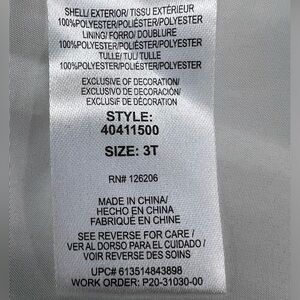 SHELL/ EXTERIOR/ TISSU EXTÉRIEUR
100%POLYESTER/POLIÉSTER/POLYESTER
LINING/ FORRO/ DOUBLURE
100%POLYESTER/POLIÉSTER/POLYESTER
TULLE/ TUL/ TULLE
100%POLYESTER/POLIÉSTER/POLYESTER
EXCLUSIVE OF DECORATION/
EXCLUSIVO DE DECORACIÓN/
EXCLUSIF DE DÉCORATION
STYLE:
40411500
SIZE: 3T
RN# 126206
MADE IN CHINA/
HECHO EN CHINA/
FABRIQUÉ EN CHINE
SEE REVERSE FOR CARE /
VER AL DORSO PARA EL CUIDADO /
VOIR REVERSE DES SOINS
UPC# 613514843898
WORK ORDER: P20-31030-00